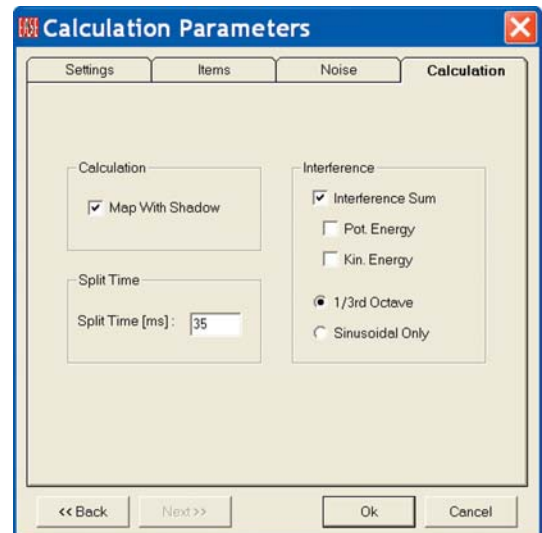 EASE Calculation Parameters
Settings Items Noise Calculation
Calculation
Map With Shadow
Split Time
Split Time [ms] : 35
Interference
Interference Sum
Pot. Energy
Kin. Energy
1/3rd Octave
Sinusoidal Only
<< Back Next >> Ok Cancel